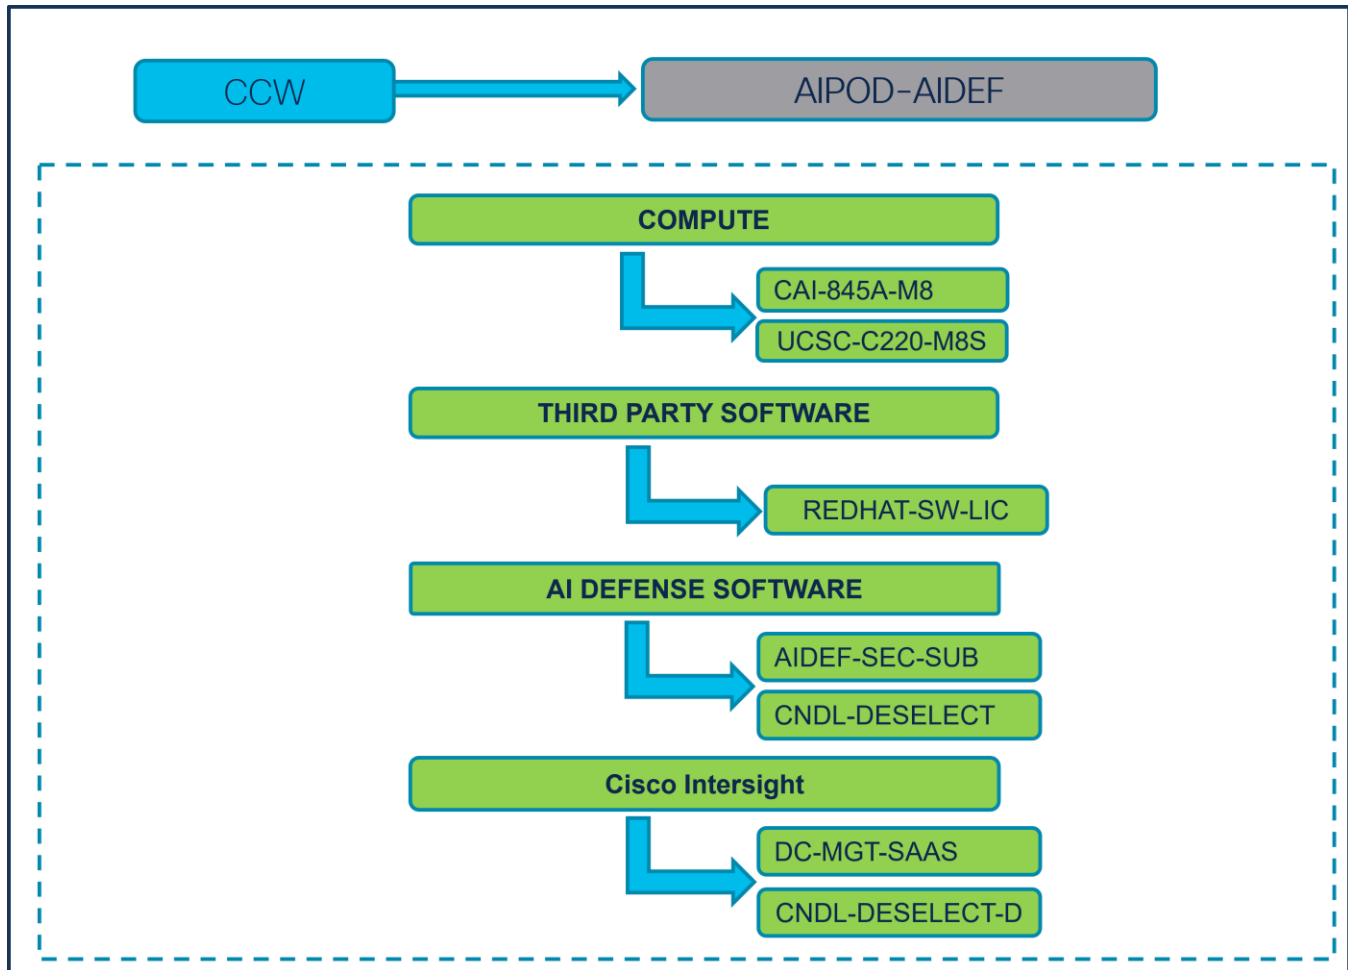 CCW
AIPOD-AIDEF
COMPUTE
CAI-845A-M8
UCSC-C220-M8S
THIRD PARTY SOFTWARE
REDHAT-SW-LIC
AI DEFENSE SOFTWARE
AIDEF-SEC-SUB
CNDL-DESELECT
Cisco Intersight
DC-MGT-SAAS
CNDL-DESELECT-D